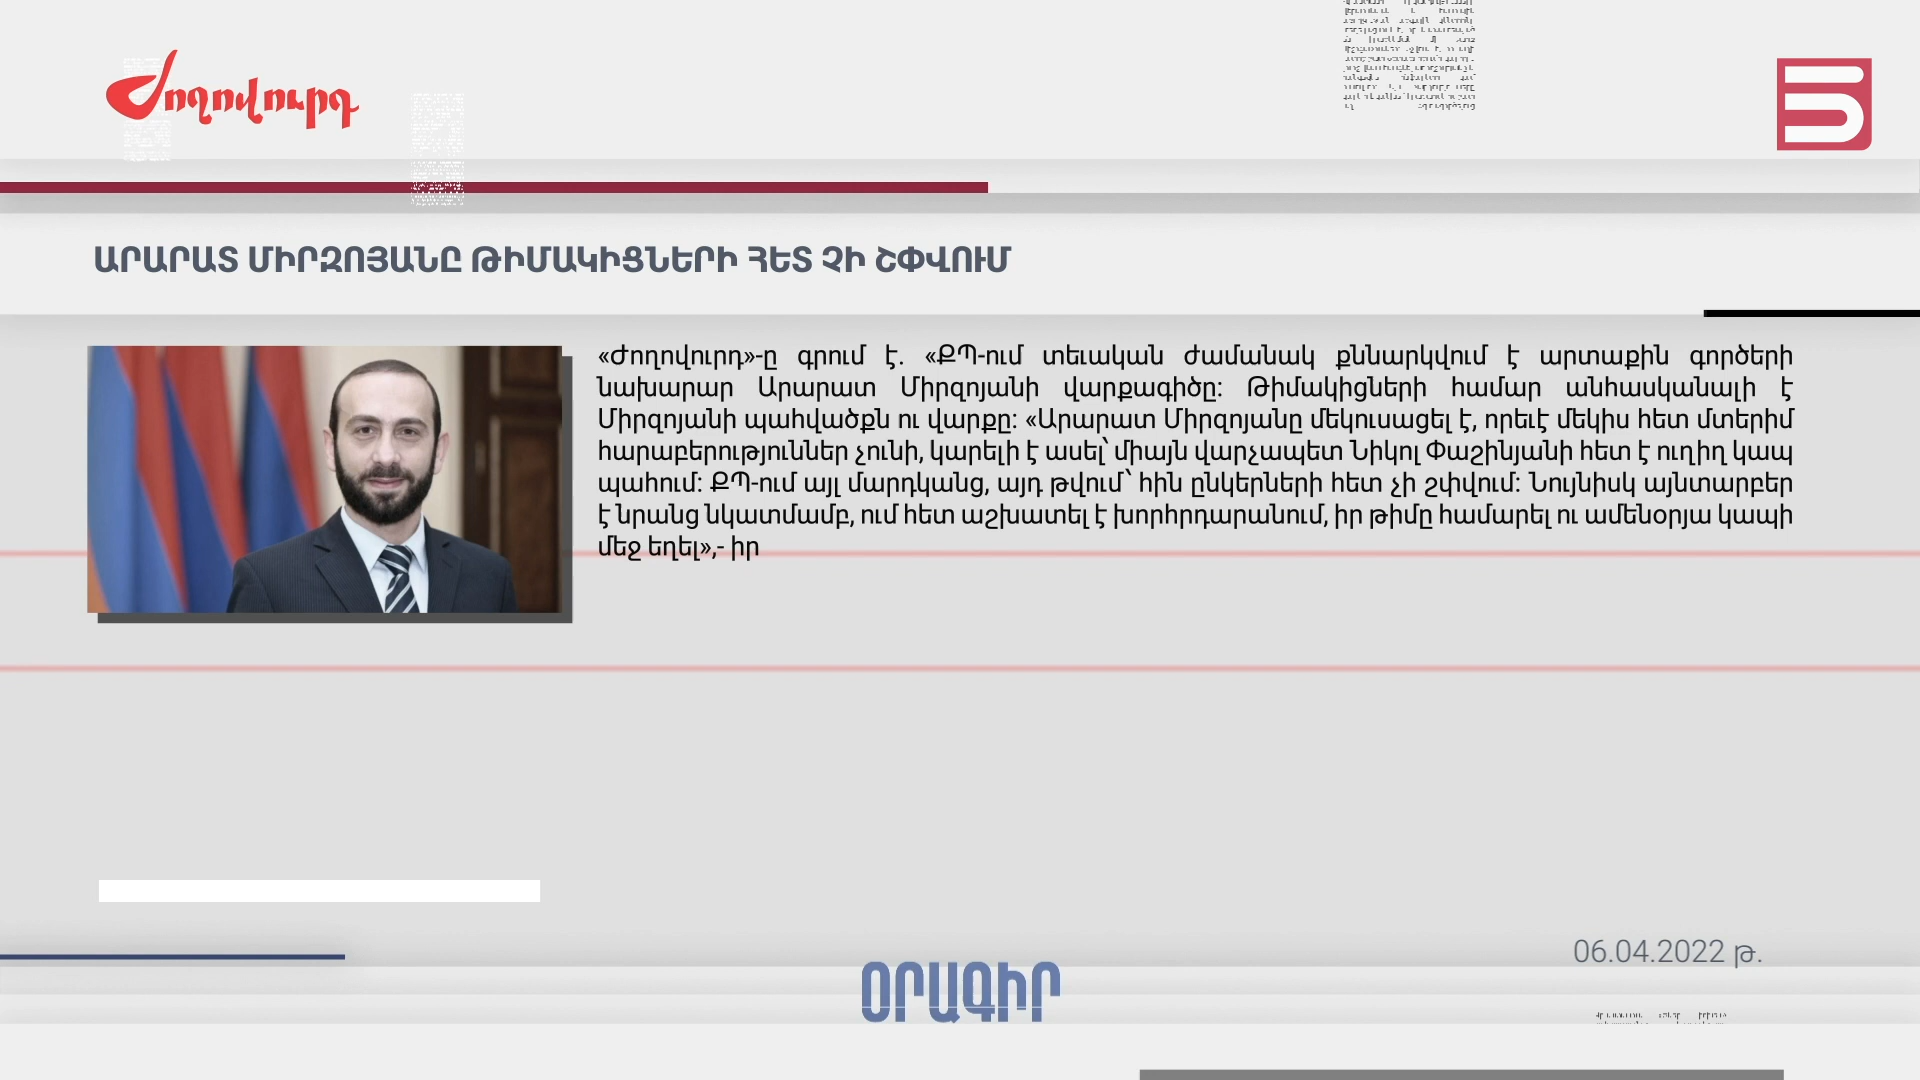 Ժողովուրդ
ԱՐԱՐԱՏ ՄԻՐԶՈՅԱՆԸ ԹԻՄԱԿԻՑՆԵՐԻ ՀԵՏ ՉԻ ՇՓՎՈՒՄ
«Ժողովուրդ»-ը գրում է. «ՔՊ-ում տեւական ժամանակ քննարկվում է արտաքին գործերի
նախարար Արարատ Միրզոյանի վարքագիծը: Թիմակիցների համար անհասկանալի է
Միրզոյանի պահվածքն ու վարքը: «Արարատ Միրզոյանը մեկուսացել է, որեւէ մեկիս հետ մտերիմ
հարաբերություններ չունի, կարելի է ասել՝ միայն վարչապետ Նիկոլ Փաշինյանի հետ է ուղիղ կապ
պահում: ՔՊ-ում այլ մարդկանց, այդ թվում՝ հին ընկերների հետ չի շփվում: Նույնիսկ այնտարբեր
է նրանց նկատմամբ, ում հետ աշխատել է խորհրդարանում, իր թիմը համարել ու ամենօրյա կապի
մեջ եղել»,- իր
06.04.2022 թ.
ՕՐԱԳԻՐ